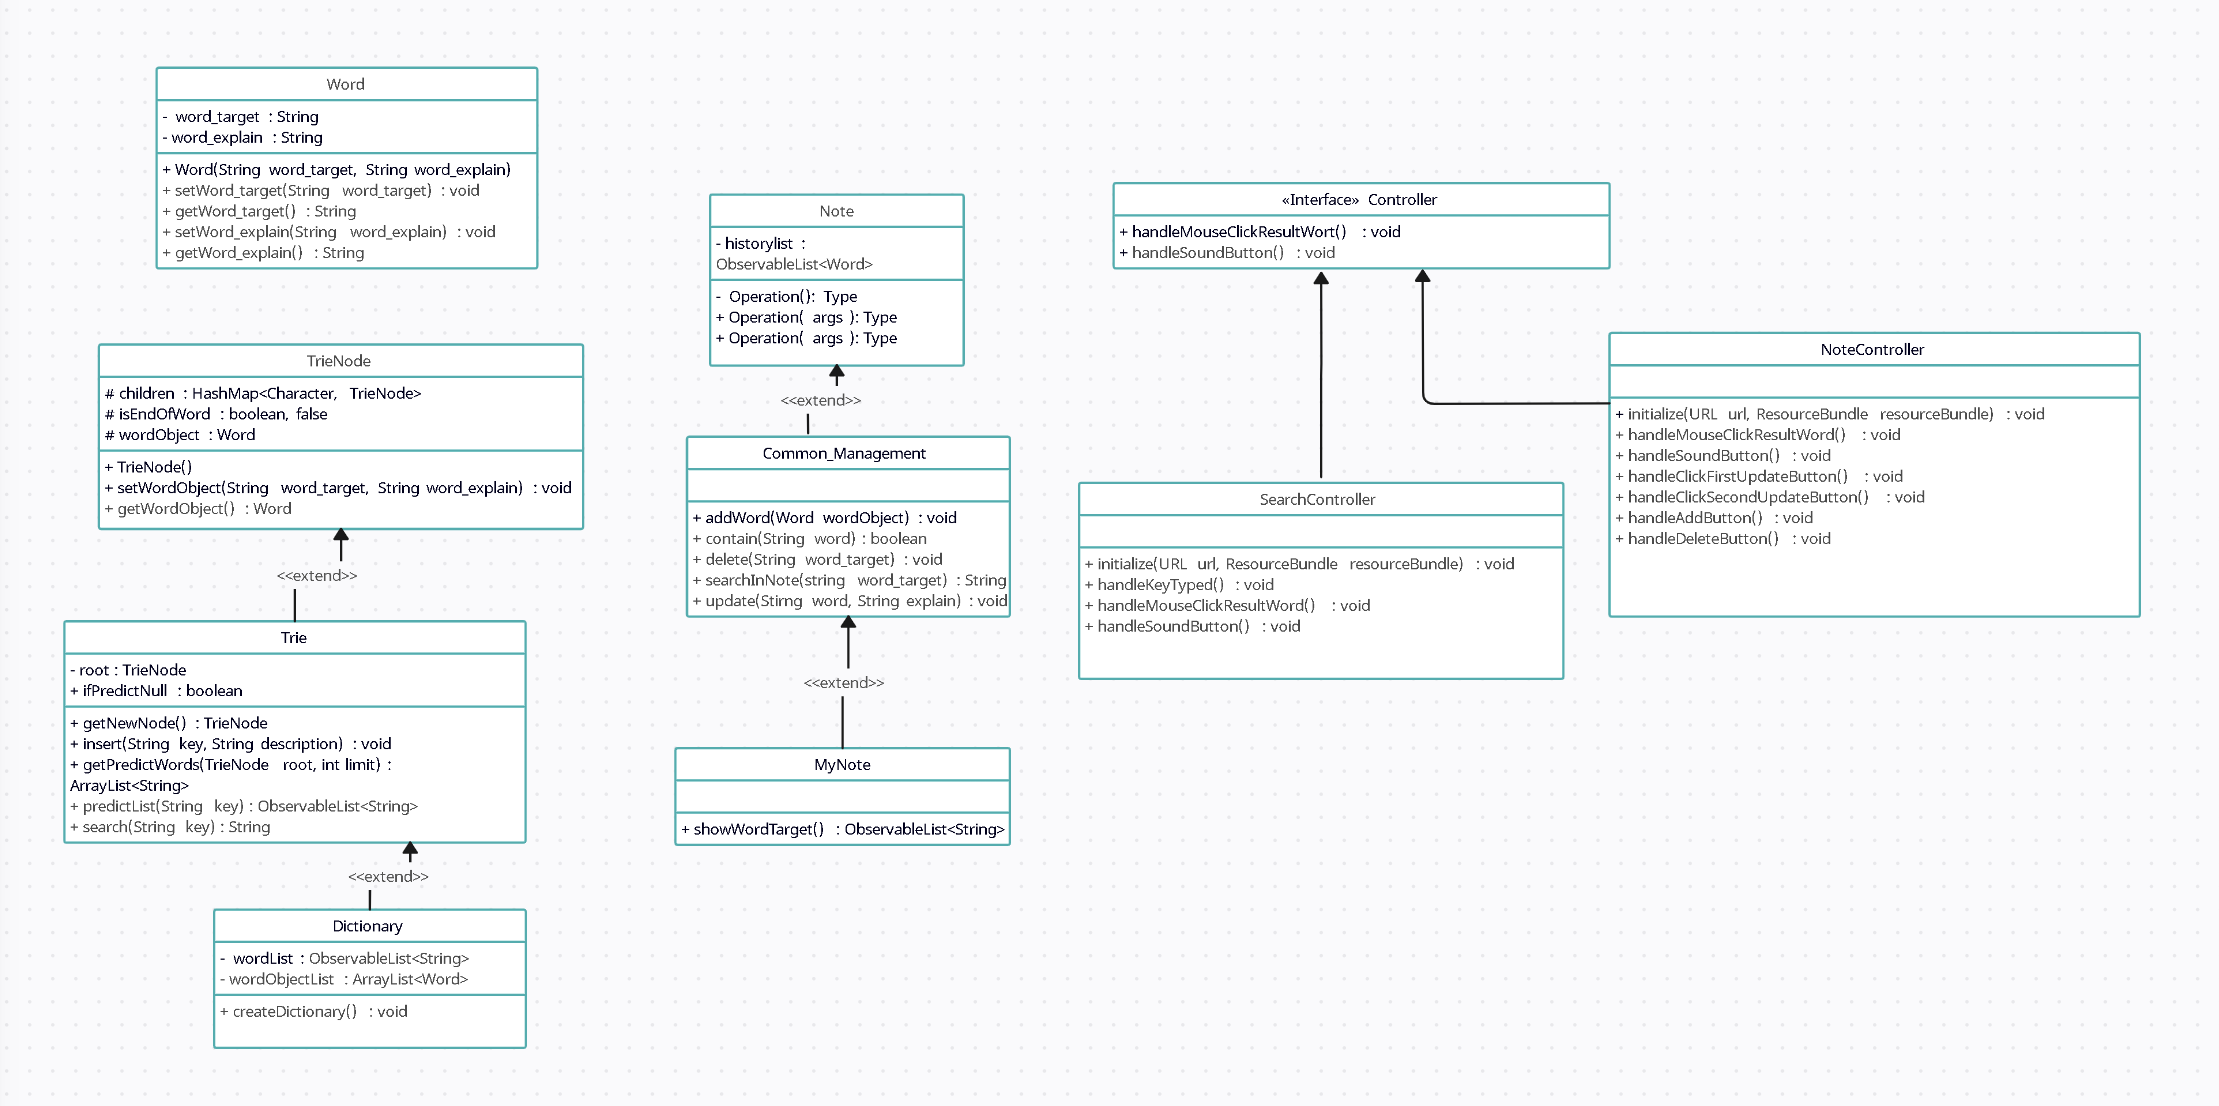 Word
- word_target : String
- word_explain : String
+ Word(String word_target, String word_explain)
+ setWord_target(String word_target) : void
+ getWord_target() : String
+ setWord_explain(String word_explain) : void
+ getWord_explain() : String
TrieNode
# children : HashMap<Character, TrieNode>
# isEndOfWord : boolean, false
# wordObject : Word
+ TrieNode()
+ setWordObject(String word_target, String word_explain) : void
+ getWordObject() : Word
<<extend>>
Trie
- root : TrieNode
+ ifPredictNull : boolean
+ getNewNode() : TrieNode
+ insert(String key, String description) : void
+ getPredictWords(TrieNode root, int limit) :
ArrayList<String>
+ predictList(String key) : ObservableList<String>
+ search(String key) : String
<<extend>>
Dictionary
- wordList : ObservableList<String>
- wordObjectList : ArrayList<Word>
+ createDictionary() : void
Note
- historylist :
ObservableList<Word>
- Operation(): Type
+ Operation( args ): Type
+ Operation( args ): Type
<<extend>>
Common_Management
+ addWord(Word wordObject) : void
+ contain(String word) : boolean
+ delete(String word_target) : void
+ searchInNote(string word_target) : String
+ update(Stirng word, String explain) : void
<<extend>>
MyNote
+ showWordTarget() : ObservableList<String>
«Interface» Controller
+ handleMouseClickResultWort() : void
+ handleSoundButton() : void
SearchController
+ initialize(URL url, ResourceBundle resourceBundle) : void
+ handleKeyTyped() : void
+ handleMouseClickResultWord() : void
+ handleSoundButton() : void
NoteController
+ initialize(URL url, ResourceBundle resourceBundle) : void
+ handleMouseClickResultWord() : void
+ handleSoundButton() : void
+ handleClickFirstUpdateButton() : void
+ handleClickSecondUpdateButton() : void
+ handleAddButton() : void
+ handleDeleteButton() : void